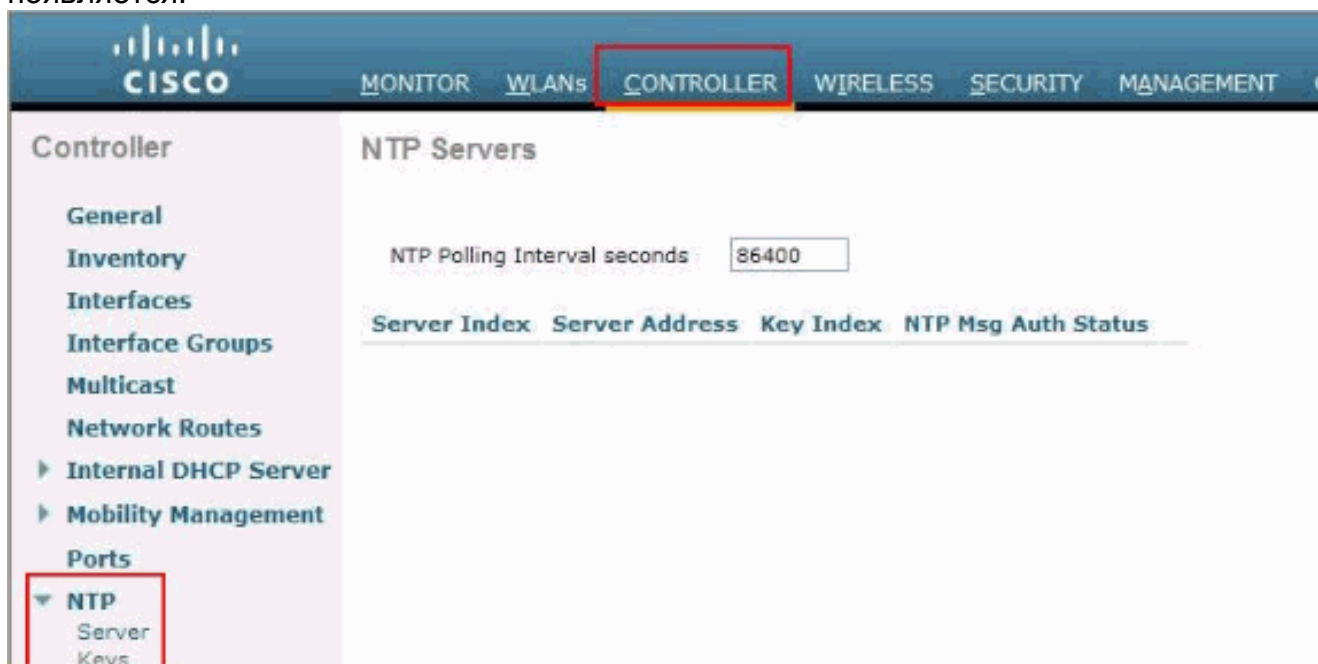 появляется.
CISCO
MONITOR WLANs CONTROLLER WIRELESS SECURITY MANAGEMENT
Controller
NTP Servers
General
Inventory
NTP Polling Interval seconds 86400
Interfaces
Server Index Server Address Key Index NTP Msg Auth Status
Interface Groups
Multicast
Network Routes
Internal DHCP Server
Mobility Management
Ports
NTP
Server
Keys